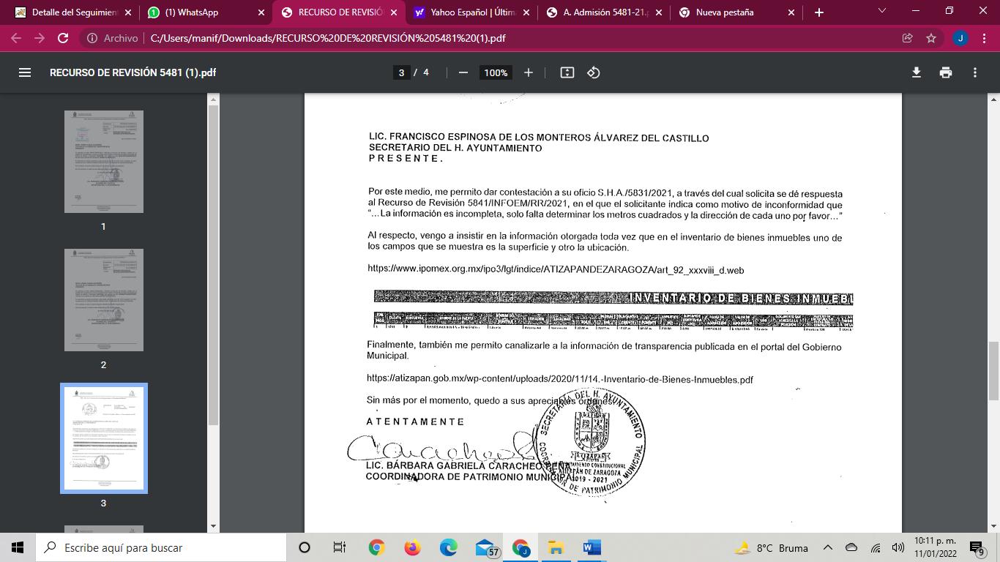 Detalle del Seguimient
(1) WhatsApp
RECURSO DE REVISIÓ
Yahoo Español | Última
A. Admisión 5481-21.p
Nueva pestaña
Archivo
C:/Users/manif/Downloads/RECURSO%20DE%20REVISIÓN%205481%20(1).pdf
RECURSO DE REVISIÓN 5481 (1).pdf
3 / 4
100%
1
2
3
LIC. FRANCISCO ESPINOSA DE LOS MONTEROS ÁLVAREZ DEL CASTILLO
SECRETARIO DEL H. AYUNTAMIENTO
P R E S E N T E .
Por este medio, me permito dar contestación a su oficio S.H.A./5831/2021, a través del cual solicita se dé respuesta
al Recurso de Revisión 5841/INFOEM/RR/2021, en el que el solicitante indica como motivo de inconformidad que
"...La información es incompleta, solo falta determinar los metros cuadrados y la dirección de cada uno por favor..."
Al respecto, vengo a insistir en la información otorgada toda vez que en el inventario de bienes inmuebles uno de
los campos que se muestra es la superficie y otro la ubicación.
https://www.ipomex.org.mx/ipo3/lgt/indice/ATIZAPANDEZARAGOZA/art_92_xxxviii_d.web
INVENTARIO DE BIENES INMUEBL
Finalmente, también me permito canalizarle a la información de transparencia publicada en el portal del Gobierno
Municipal.
https://atizapan.gob.mx/wp-content/uploads/2020/11/14.-Inventario-de-Bienes-Inmuebles.pdf
Sin más por el momento, quedo a sus apreciables órdenes.
A T E N T A M E N T E
LIC. BÁRBARA GABRIELA CARACHEO PEÑA
COORDINADORA DE PATRIMONIO MUNICIPAL
SECRETARÍA DEL H. AYUNTAMIENTO
ATIZAPÁN
2019 - 2021
DE PATRIMONIO MUNICIPAL
Escribe aquí para buscar
57
J
8°C Bruma
10:11 p. m.
11/01/2022
9